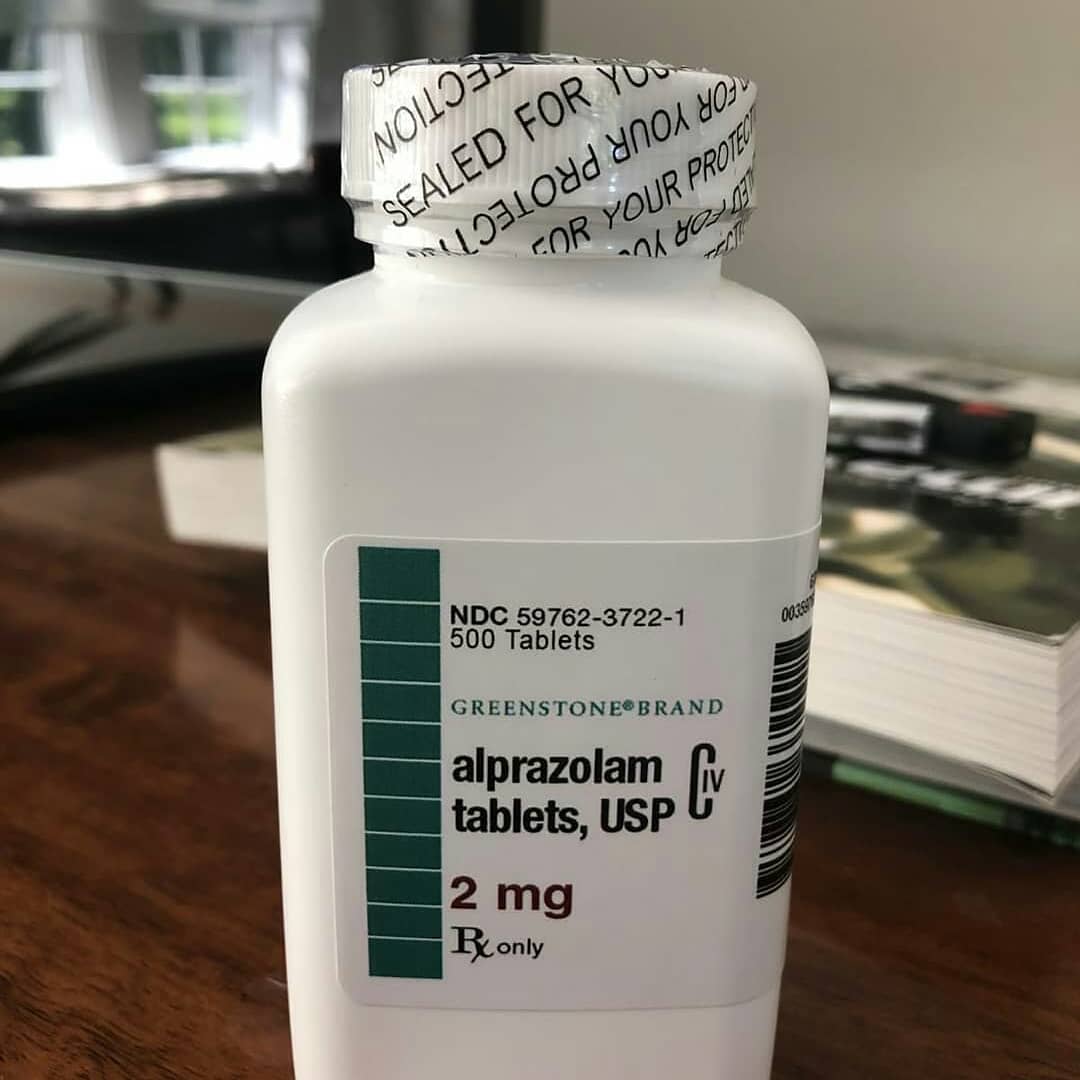 SEALED FOR
PROTECTION
FOR YOUR
FOR YOUR
NDC 59762-3722-1
500 Tablets
GREENSTONE®BRAND
alprazolam
tablets, USP CIV
2 mg
Rx only